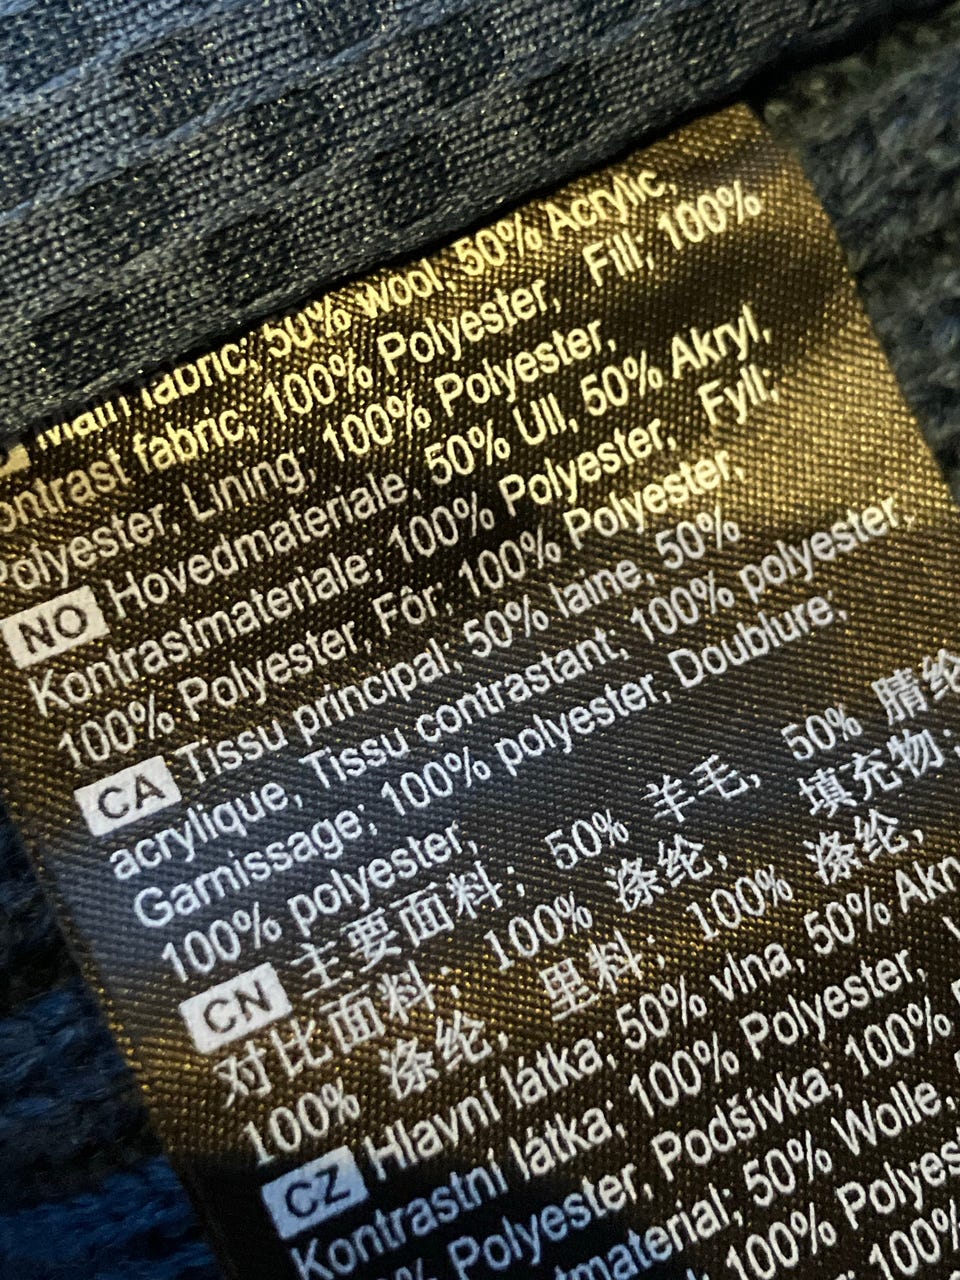 Main fabric; 50% wool, 50% Acrylic,
ontrast fabric; 100% Polyester, Fill; 100%
Polyester, Lining; 100% Polyester,
NO Hovedmateriale; 50% Ull, 50% Akryl,
Kontrastmateriale; 100% Polyester, Fyll;
100% Polyester, Fôr; 100% Polyester,
CA Tissu principal; 50% laine, 50%
acrylique, Tissu contrastant; 100% polyester,
Garnissage; 100% polyester, Doublure;
100% polyester,
CN 主要面料; 50% 羊毛, 50% 腈纶
对比面料; 100% 涤纶, 填充物:
100% 涤纶, 里料; 100% 涤纶,
CZ Hlavní látka; 50% vlna, 50% Akr
Kontrastní látka; 100% Polyester,
% Polyester, Podšívka; 100%
tmaterial; 50% Wolle,
100% Polyes
100%